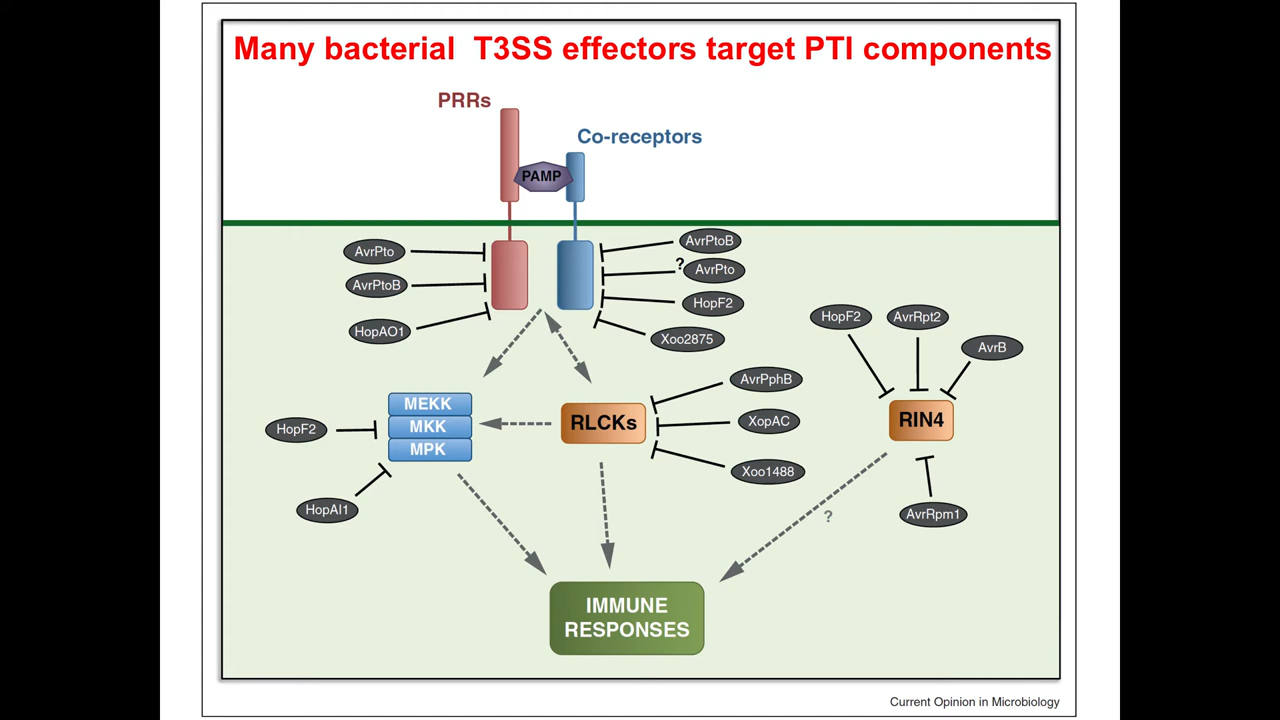 Many bacterial  T3SS effectors target PTI components
PRRs
Co-receptors
PAMP
AvrPto
AvrPtoB
HopAO1
AvrPtoB
?
AvrPto
HopF2
Xoo2875
HopF2
AvrRpt2
AvrB
AvrPphB
XopAC
Xoo1488
MEKK
MKK
MPK
RLCKs
RIN4
HopF2
HopAI1
AvrRpm1
?
IMMUNE
RESPONSES
Current Opinion in Microbiology